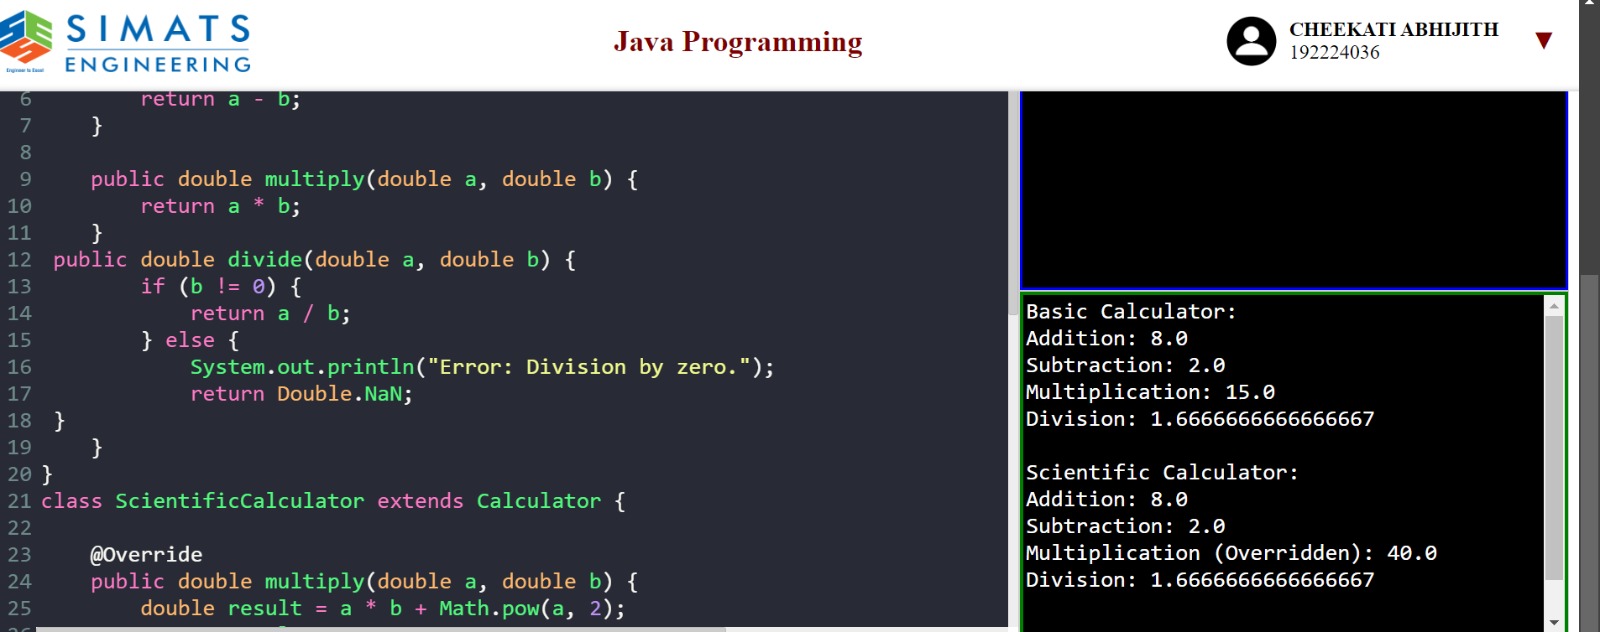 SIMATS
ENGINEERING
Engineer to Excel
Java Programming
CHEEKATI ABHIJITH
192224036
6 return a - b;
7 }
8
9 public double multiply(double a, double b) {
10 return a * b;
11 }
12 public double divide(double a, double b) {
13 if (b != 0) {
14 return a / b;
15 } else {
16 System.out.println("Error: Division by zero.");
17 return Double.NaN;
18 }
19 }
20 }
21 class ScientificCalculator extends Calculator {
22
23 @Override
24 public double multiply(double a, double b) {
25 double result = a * b + Math.pow(a, 2);
Basic Calculator:
Addition: 8.0
Subtraction: 2.0
Multiplication: 15.0
Division: 1.6666666666666667
Scientific Calculator:
Addition: 8.0
Subtraction: 2.0
Multiplication (Overridden): 40.0
Division: 1.6666666666666667